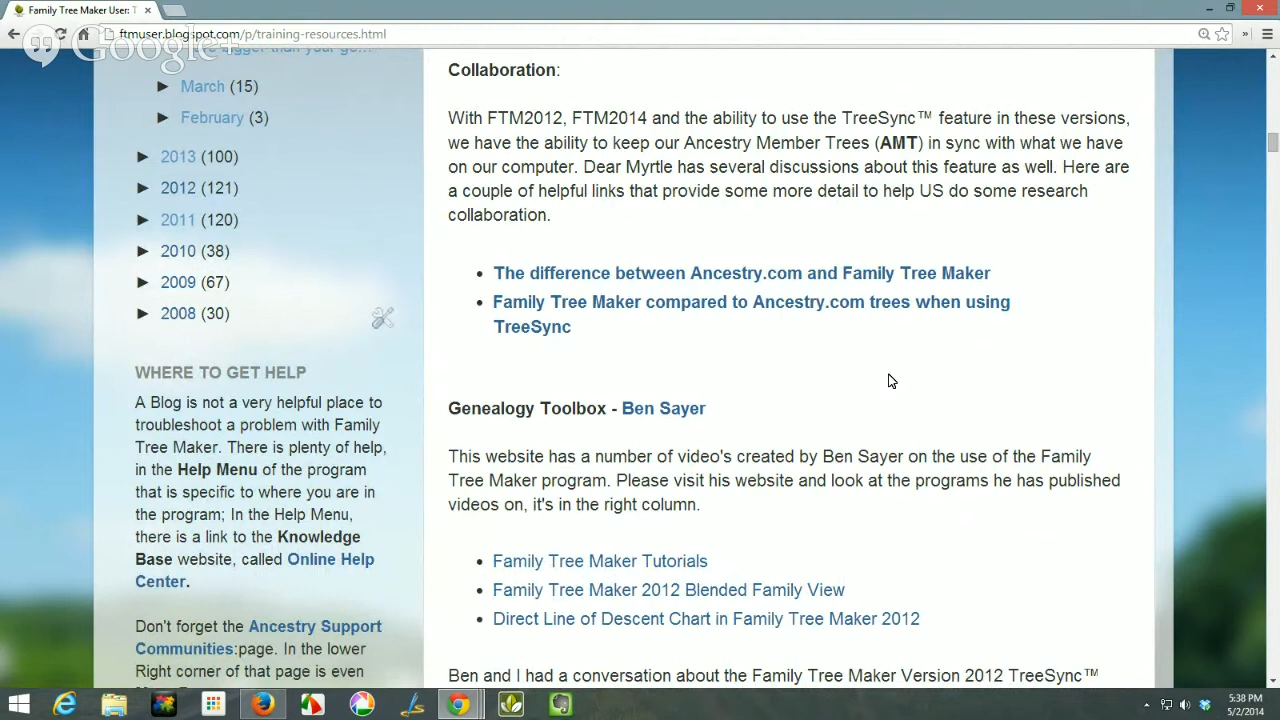 Family Tree Maker User: T
ftmuser.blogspot.com/p/training-resources.html
Google+
March (15)
February (3)
2013 (100)
2012 (121)
2011 (120)
2010 (38)
2009 (67)
2008 (30)
WHERE TO GET HELP
A Blog is not a very helpful place to
troubleshoot a problem with Family
Tree Maker. There is plenty of help,
in the Help Menu of the program
that is specific to where you are in
the program; In the Help Menu,
there is a link to the Knowledge
Base website, called Online Help
Center.
Don't forget the Ancestry Support
Communities:page. In the lower
Right corner of that page is even
Collaboration:
With FTM2012, FTM2014 and the ability to use the TreeSync™ feature in these versions,
we have the ability to keep our Ancestry Member Trees (AMT) in sync with what we have
on our computer. Dear Myrtle has several discussions about this feature as well. Here are
a couple of helpful links that provide some more detail to help US do some research
collaboration.
• The difference between Ancestry.com and Family Tree Maker
• Family Tree Maker compared to Ancestry.com trees when using
TreeSync
Genealogy Toolbox - Ben Sayer
This website has a number of video's created by Ben Sayer on the use of the Family
Tree Maker program. Please visit his website and look at the programs he has published
videos on, it's in the right column.
• Family Tree Maker Tutorials
• Family Tree Maker 2012 Blended Family View
• Direct Line of Descent Chart in Family Tree Maker 2012
Ben and I had a conversation about the Family Tree Maker Version 2012 TreeSync™
5:38 PM
5/2/2014